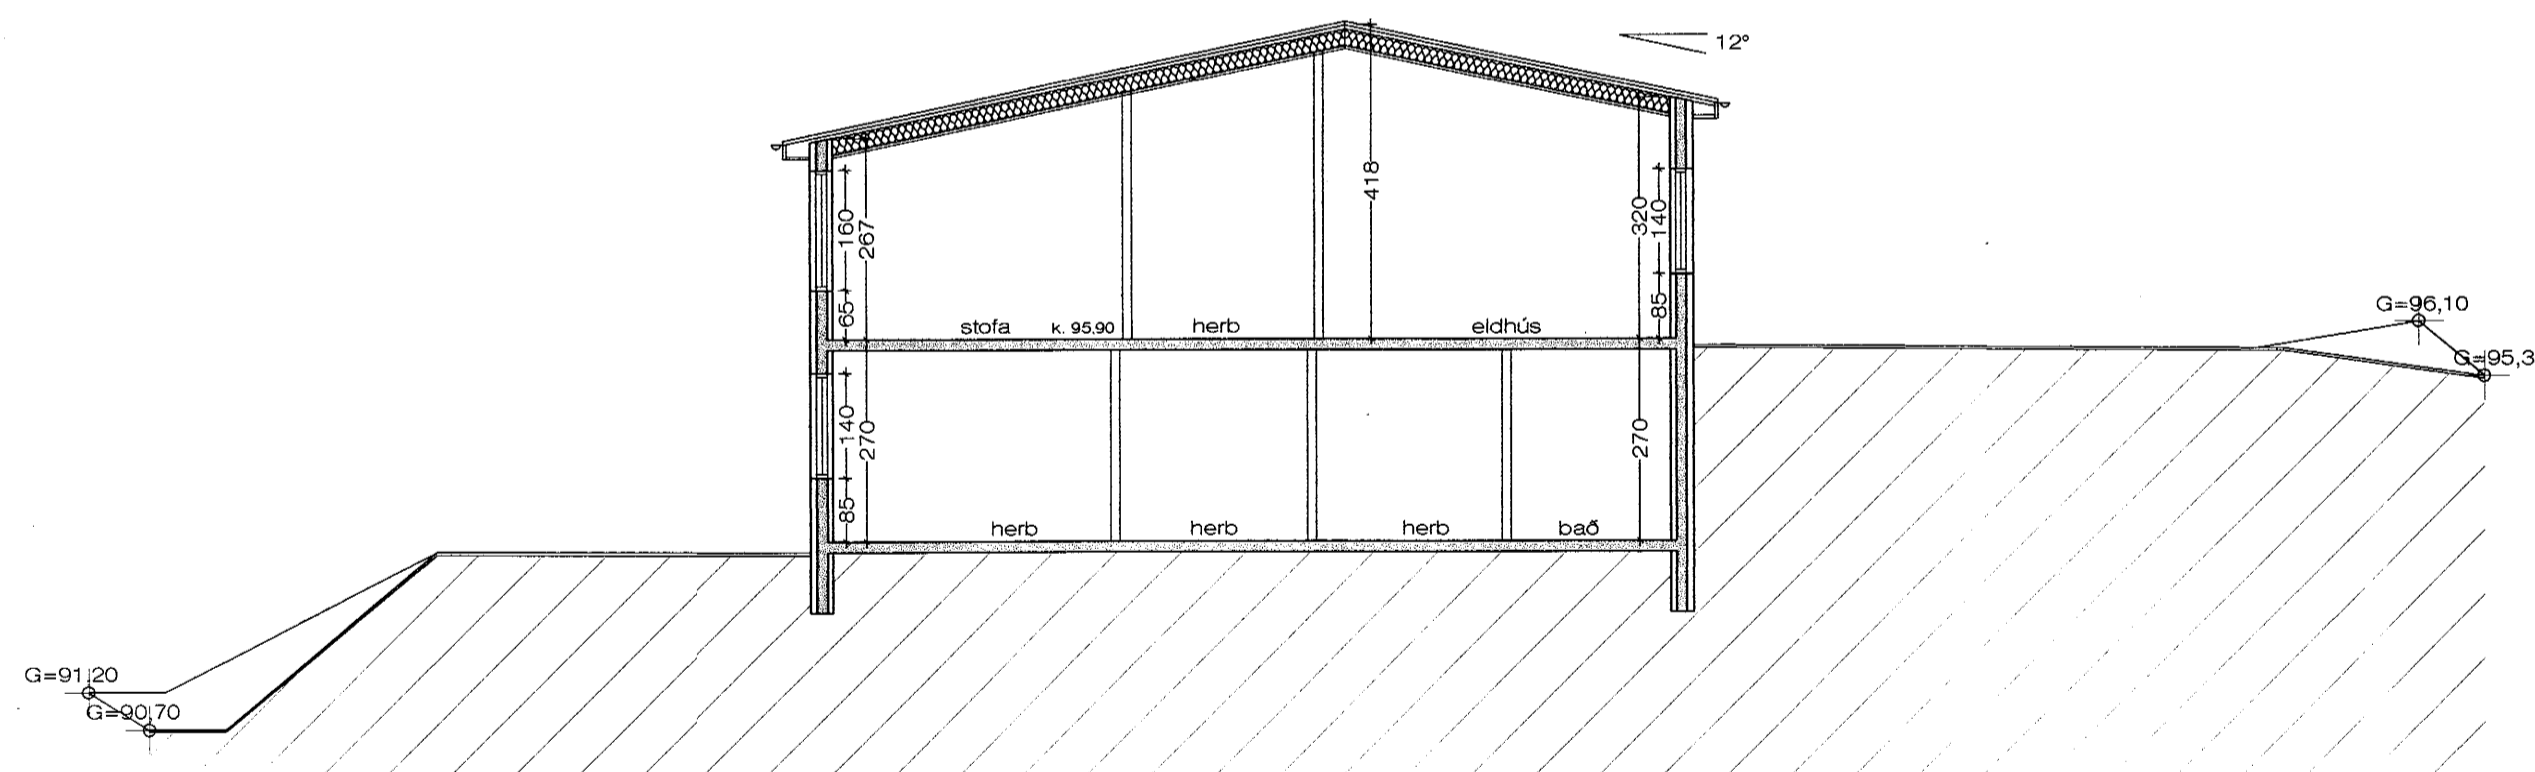 12°
418
160
267
320
140
65
85
stofa k. 95.90 herb eldhús
G=96,10
G=95,3
140
270
270
85
herb herb herb bað
G=91,20
G=90,70